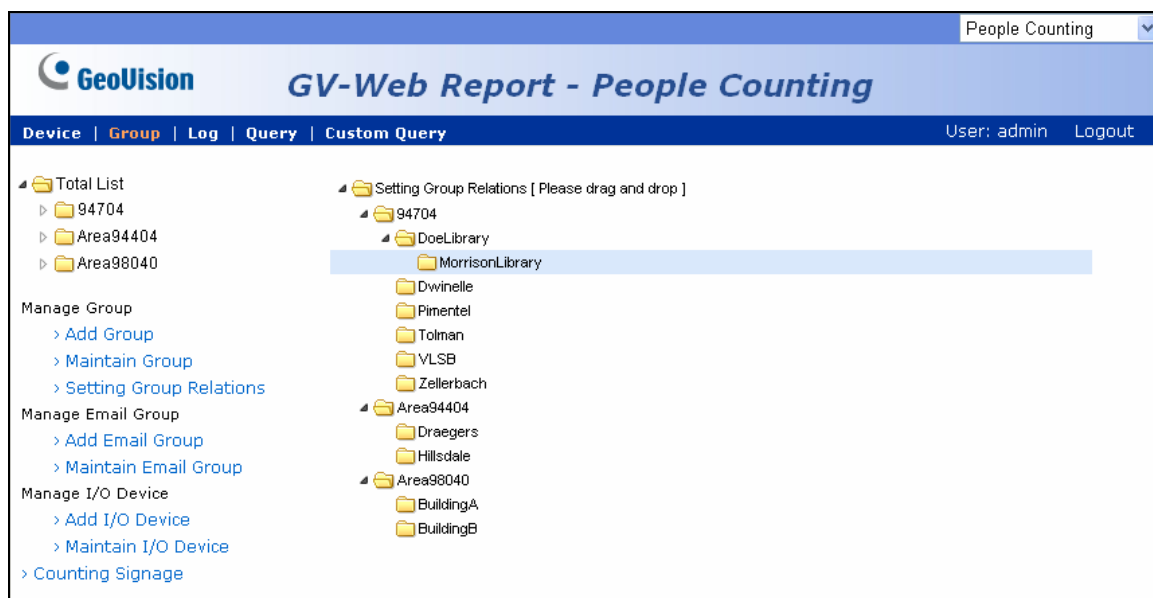 People Counting
GeoVision
GV-Web Report - People Counting
Device | Group | Log | Query | Custom Query
User: admin Logout
Total List
94704
Area94404
Area98040
Manage Group
> Add Group
> Maintain Group
> Setting Group Relations
Manage Email Group
> Add Email Group
> Maintain Email Group
Manage I/O Device
> Add I/O Device
> Maintain I/O Device
> Counting Signage
Setting Group Relations [ Please drag and drop ]
94704
DoeLibrary
MorrisonLibrary
Dwinelle
Pimentel
Tolman
VLSB
Zellerbach
Area94404
Draegers
Hillsdale
Area98040
BuildingA
BuildingB